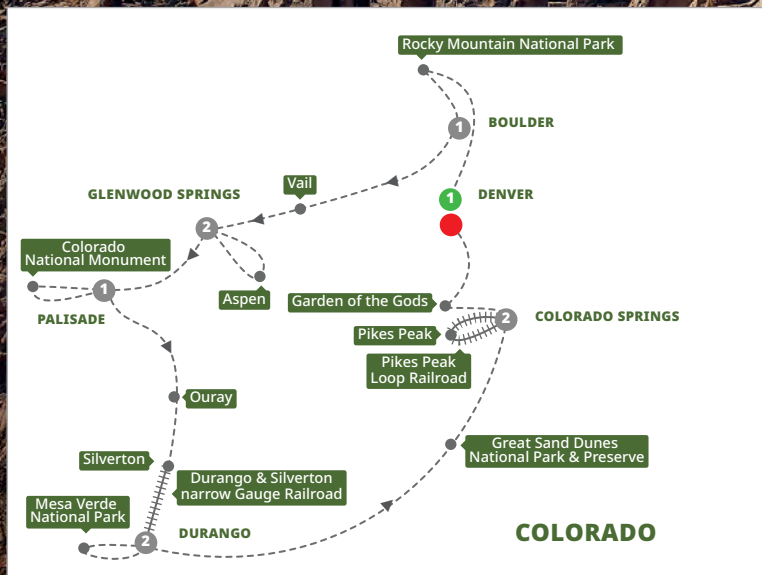 Rocky Mountain National Park
1
BOULDER
Vail
GLENWOOD SPRINGS
1
DENVER
2
Colorado
National Monument
Aspen
1
Garden of the Gods
PALISADE
2
COLORADO SPRINGS
Pikes Peak
Pikes Peak
Loop Railroad
Ouray
Silverton
Great Sand Dunes
National Park & Preserve
Durango & Silverton
narrow Gauge Railroad
Mesa Verde
National Park
2
DURANGO
COLORADO